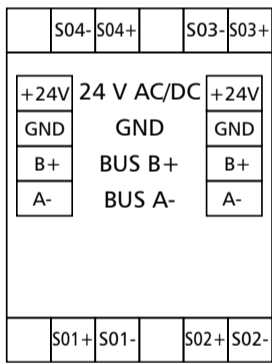 S04- S04+ S03- S03+
+24V 24 V AC/DC +24V
GND GND GND
B+ BUS B+ B+
A- BUS A- A-
S01+ S01- S02+ S02-